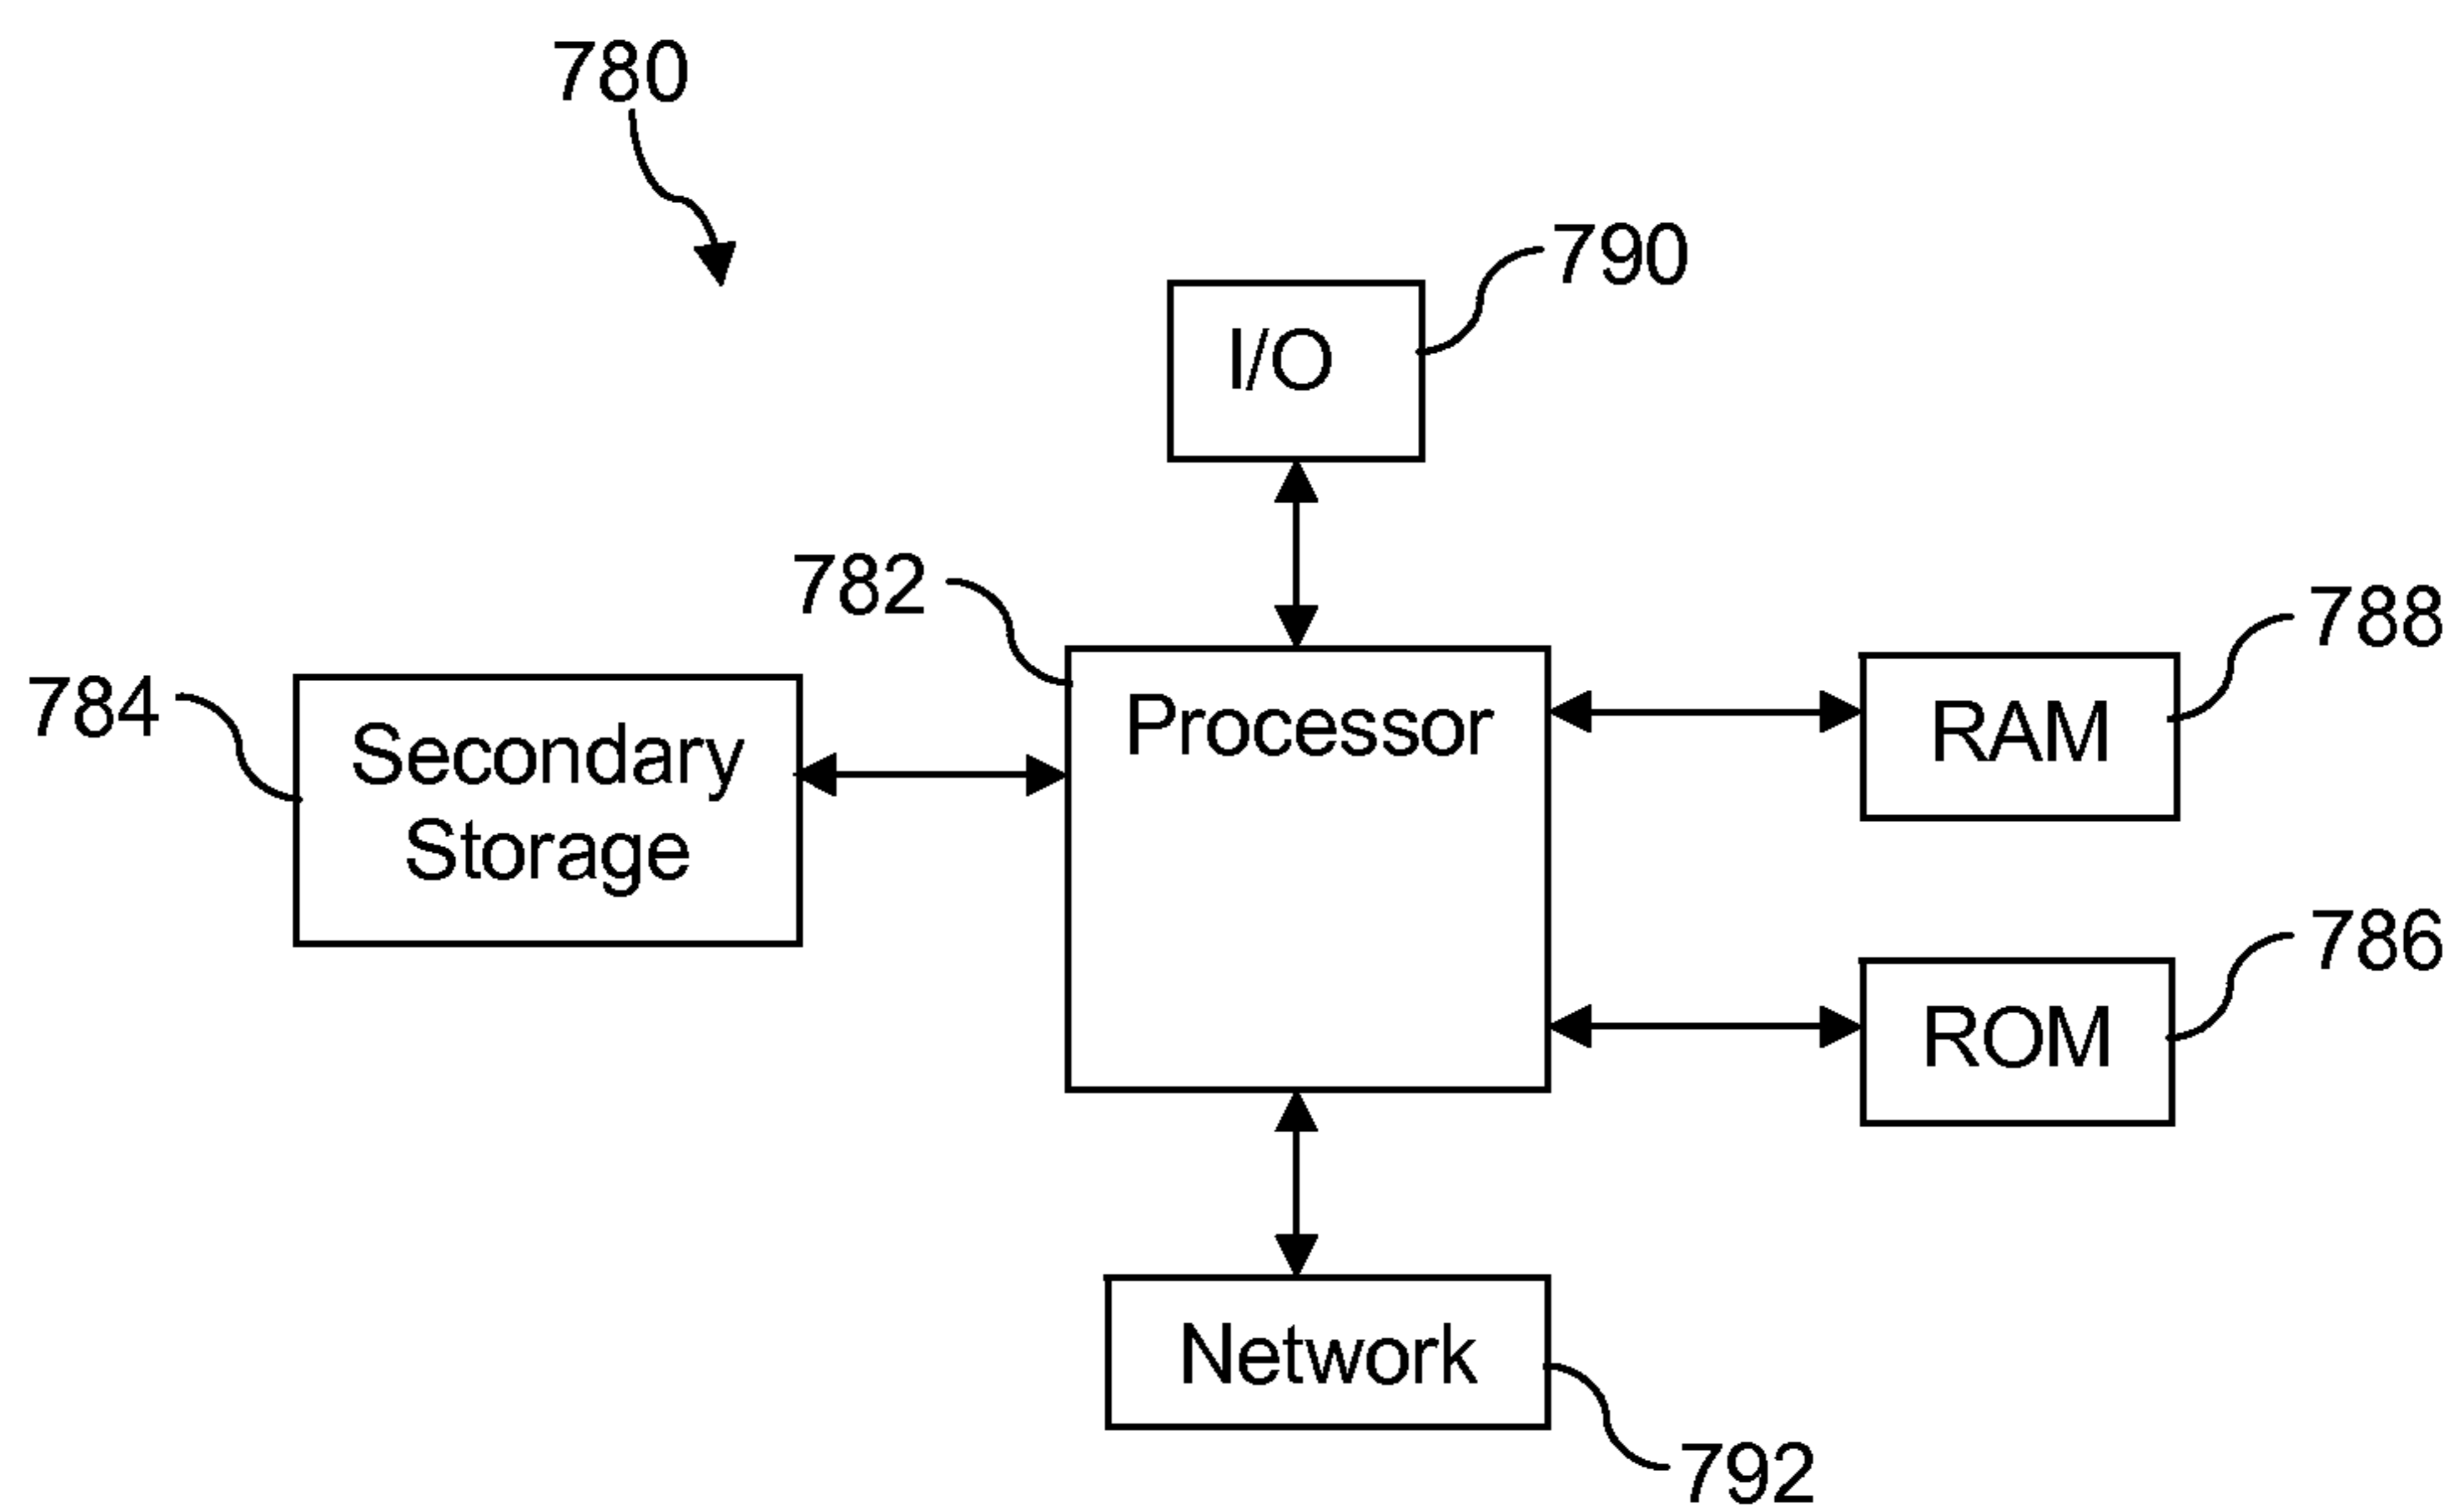 780
790
I/O
782
788
784
Processor
RAM
Secondary
Storage
786
ROM
Network
792